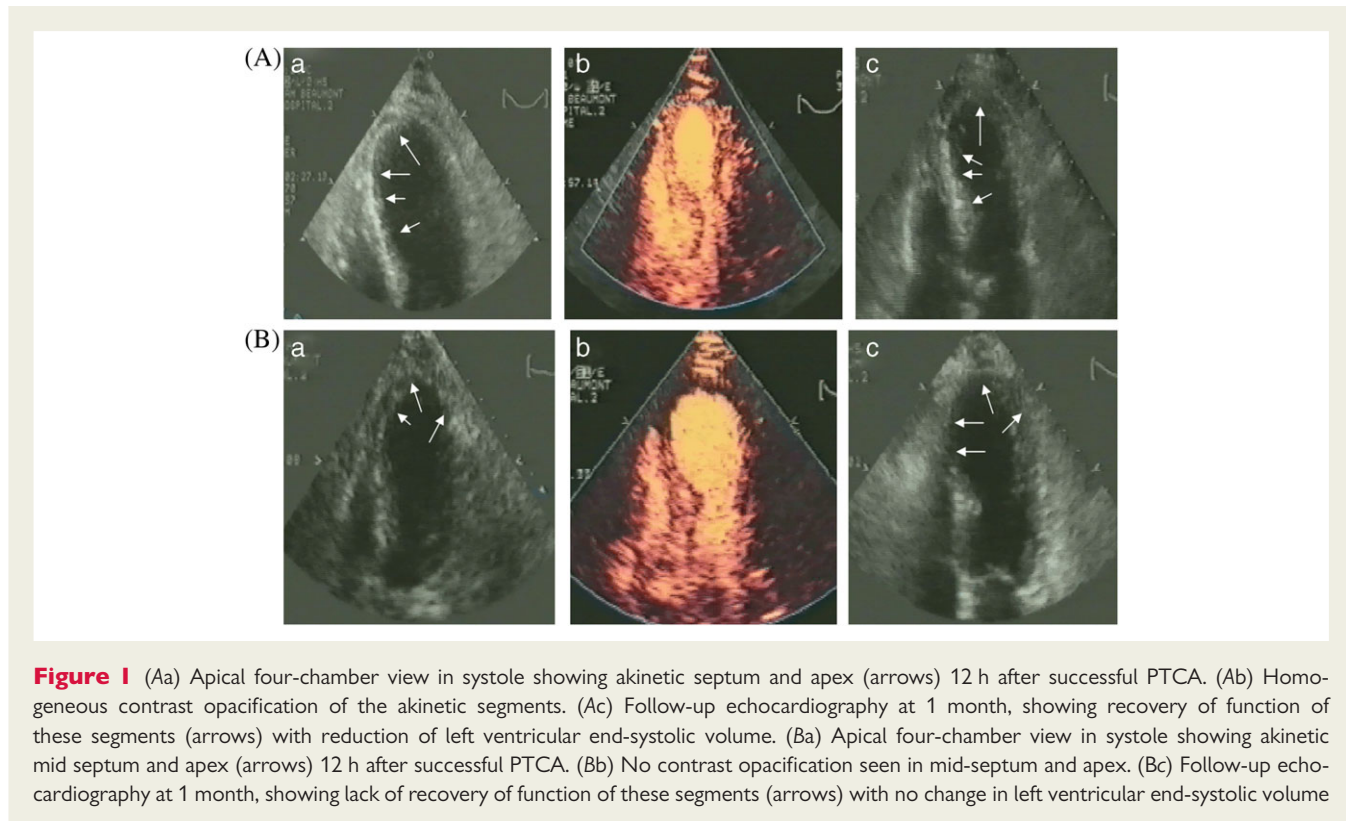 (A)
a
b
c
BEAUMONT
(B)
a
b
c
Figure 1 (Aa) Apical four-chamber view in systole showing akinetic septum and apex (arrows) 12 h after successful PTCA. (Ab) Homo-
geneous contrast opacification of the akinetic segments. (Ac) Follow-up echocardiography at 1 month, showing recovery of function of
these segments (arrows) with reduction of left ventricular end-systolic volume. (Ba) Apical four-chamber view in systole showing akinetic
mid septum and apex (arrows) 12 h after successful PTCA. (Bb) No contrast opacification seen in mid-septum and apex. (Bc) Follow-up echo-
cardiography at 1 month, showing lack of recovery of function of these segments (arrows) with no change in left ventricular end-systolic volume